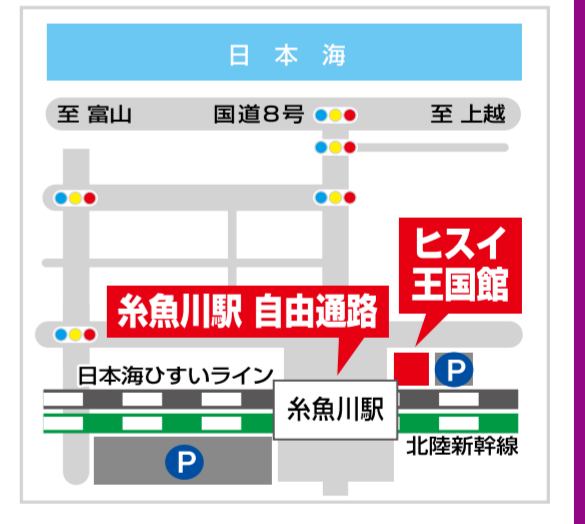 日本海
至 富山
国道8号
至 上越
ヒスイ
王国館
糸魚川駅 自由通路
P
日本海ひすいライン
糸魚川駅
北陸新幹線
P